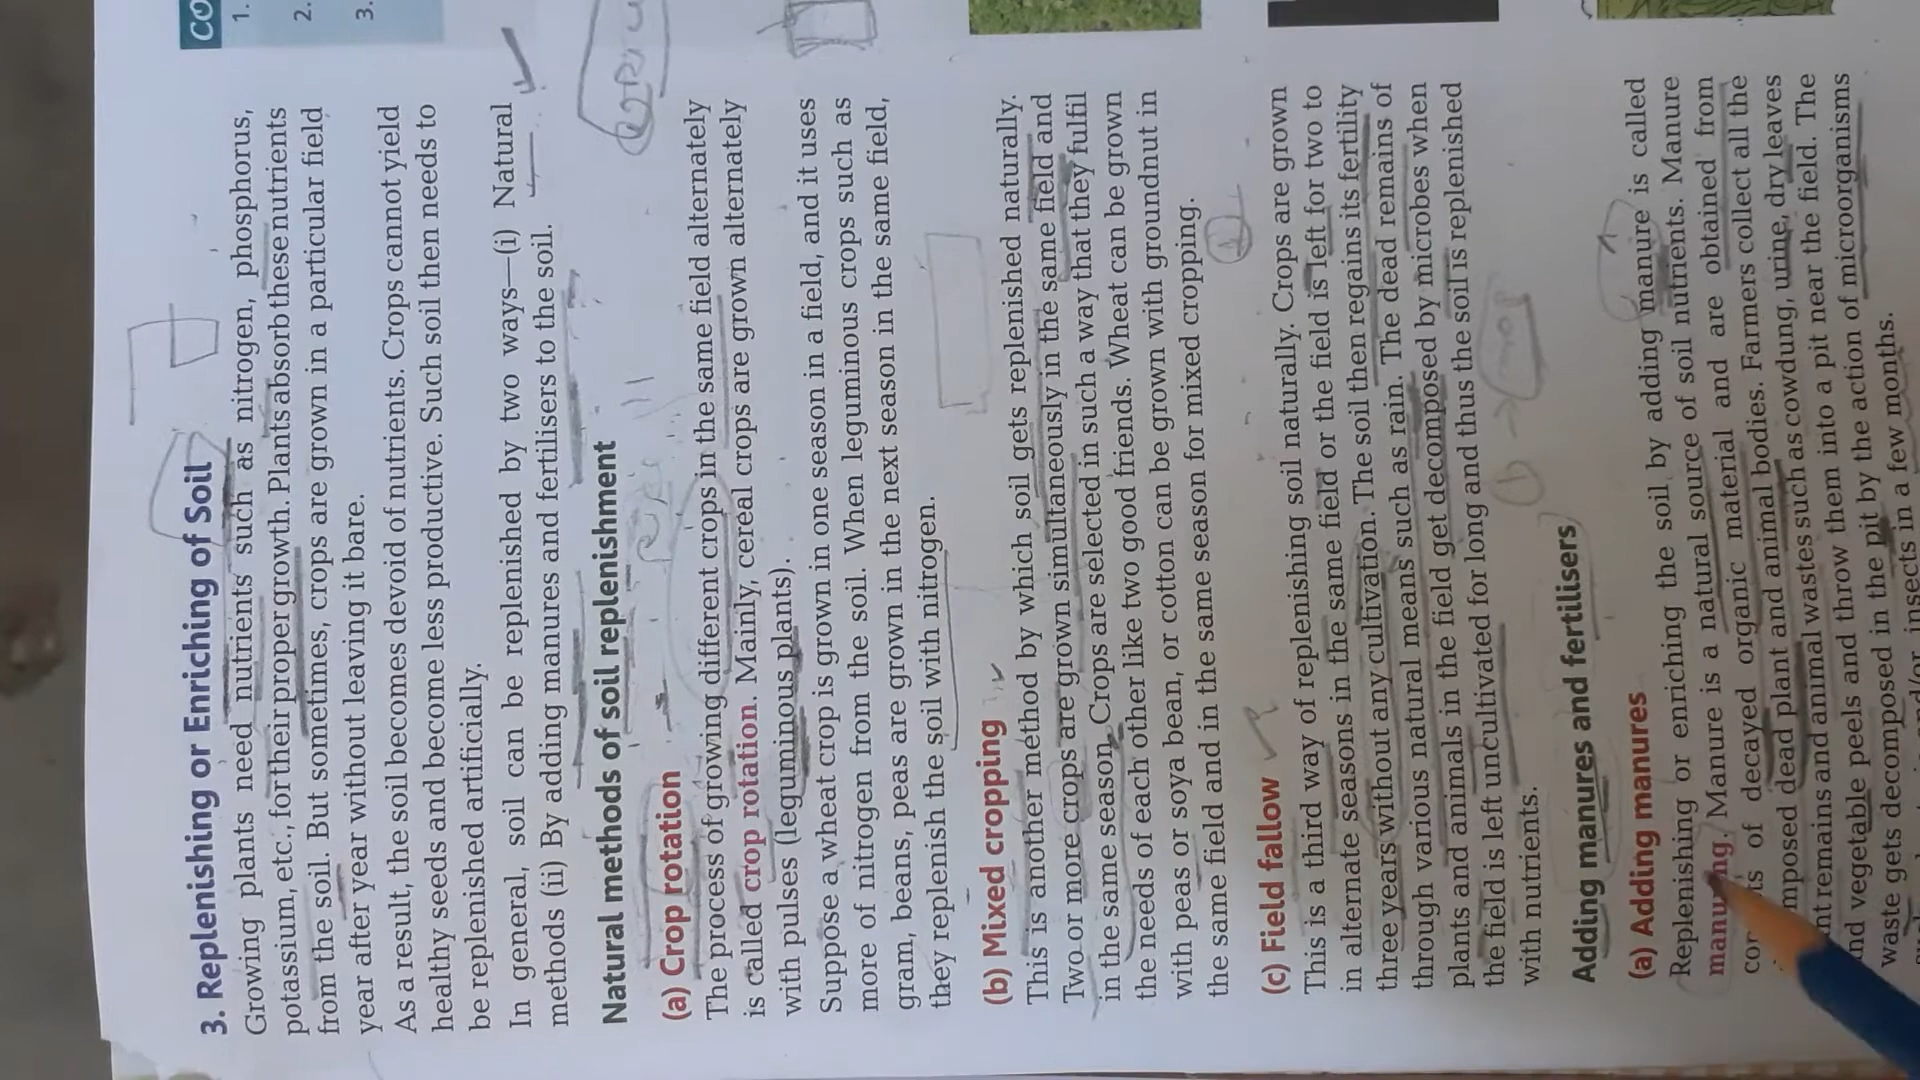 CO
1.
2.
3.
3. Replenishing or Enriching of Soil
Growing plants need nutrients such as nitrogen, phosphorus,
potassium, etc., for their proper growth. Plants absorb these nutrients
from the soil. But sometimes, crops are grown in a particular field
year after year without leaving it bare.
As a result, the soil becomes devoid of nutrients. Crops cannot yield
healthy seeds and become less productive. Such soil then needs to
be replenished artificially.
In general, soil can be replenished by two ways—(i) Natural
methods (ii) By adding manures and fertilisers to the soil.
Natural methods of soil replenishment
(a) Crop rotation
The process of growing different crops in the same field alternately
is called crop rotation. Mainly, cereal crops are grown alternately
with pulses (leguminous plants).
Suppose a wheat crop is grown in one season in a field, and it uses
more of nitrogen from the soil. When leguminous crops such as
gram, beans, peas are grown in the next season in the same field,
they replenish the soil with nitrogen.
(b) Mixed cropping
This is another method by which soil gets replenished naturally.
Two or more crops are grown simultaneously in the same field and
in the same season. Crops are selected in such a way that they fulfil
the needs of each other like two good friends. Wheat can be grown
with peas or soya bean, or cotton can be grown with groundnut in
the same field and in the same season for mixed cropping.
(c) Field fallow
This is a third way of replenishing soil naturally. Crops are grown
in alternate seasons in the same field or the field is left for two to
three years without any cultivation. The soil then regains its fertility
through various natural means such as rain. The dead remains of
plants and animals in the field get decomposed by microbes when
the field is left uncultivated for long and thus the soil is replenished
with nutrients.
Adding manures and fertilisers
(a) Adding manures
Replenishing or enriching the soil by adding manure is called
manuring. Manure is a natural source of soil nutrients. Manure
of decayed organic material and are obtained from
dead plant and animal bodies. Farmers collect all the
remains and animal wastes such as cowdung, urine, dry leaves
and vegetable peels and throw them into a pit near the field. The
waste gets decomposed in the pit by the action of microorganisms
insects in a few months.